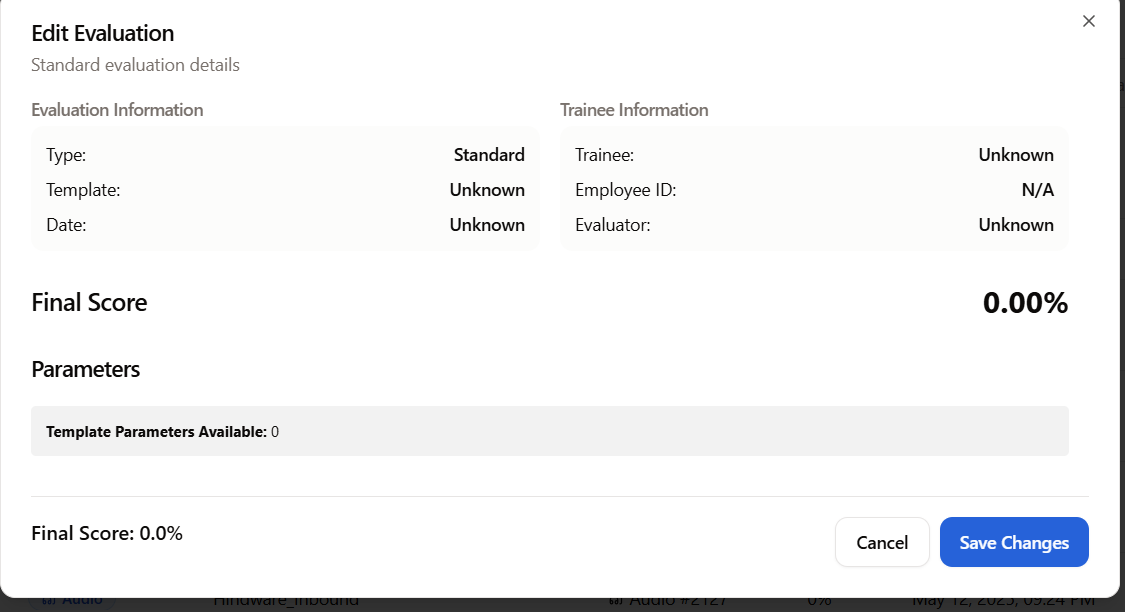 Edit Evaluation
Standard evaluation details
Evaluation Information
Type: Standard
Template: Unknown
Date: Unknown
Trainee Information
Trainee: Unknown
Employee ID: N/A
Evaluator: Unknown
Final Score 0.00%
Parameters
Template Parameters Available: 0
Final Score: 0.0%
Cancel
Save Changes
Audio Hindware_Inbound Audio #2127 0% May 12, 2025, 09:24 PM